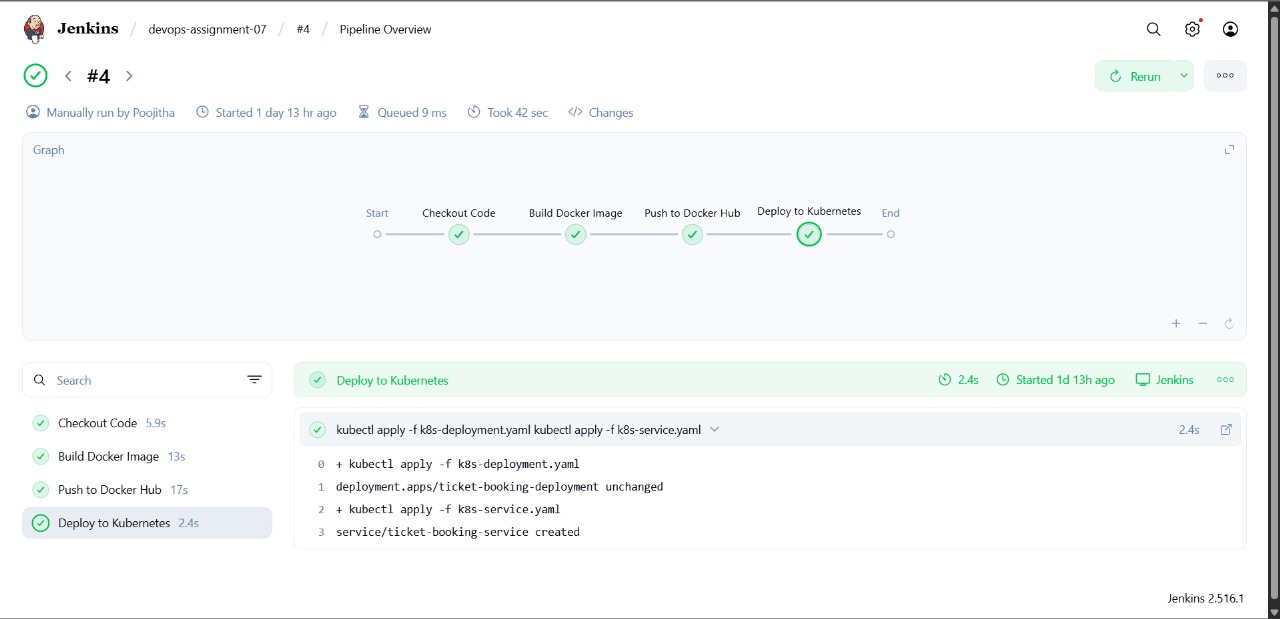 Jenkins / devops-assignment-07 / #4 / Pipeline Overview
#4
Rerun
Manually run by Poojitha Started 1 day 13 hr ago Queued 9 ms Took 42 sec </> Changes
Graph
Start Checkout Code Build Docker Image Push to Docker Hub Deploy to Kubernetes End
Search
Checkout Code 5.9s
Build Docker Image 13s
Push to Docker Hub 17s
Deploy to Kubernetes 2.4s
Deploy to Kubernetes 2.4s Started 1d 13h ago Jenkins
kubectl apply -f k8s-deployment.yaml kubectl apply -f k8s-service.yaml 2.4s
0 + kubectl apply -f k8s-deployment.yaml
1 deployment.apps/ticket-booking-deployment unchanged
2 + kubectl apply -f k8s-service.yaml
3 service/ticket-booking-service created
Jenkins 2.516.1